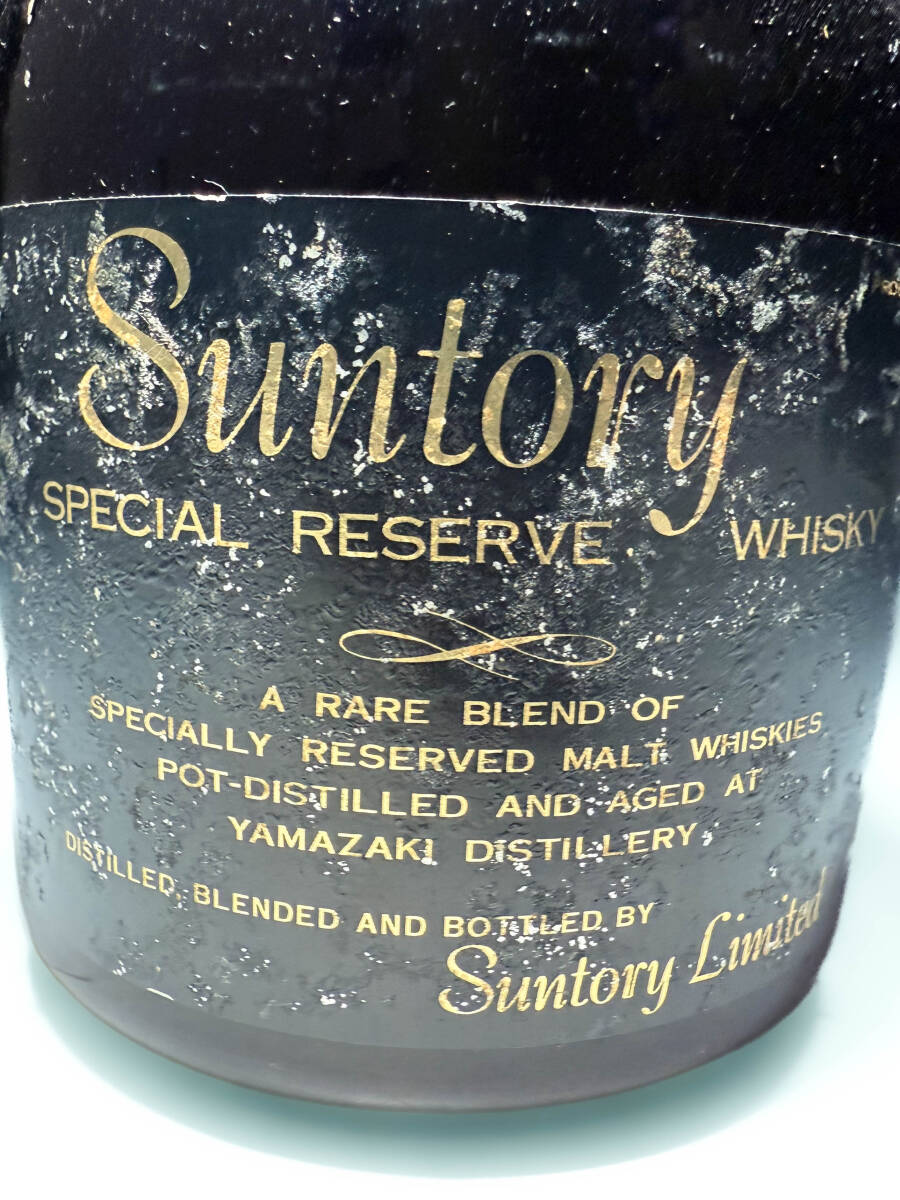 Suntory
SPECIAL RESERVE WHISKY
A RARE BLEND OF
SPECIALLY RESERVED MALT WHISKIES
POT-DISTILLED AND AGED AT
YAMAZAKI DISTILLERY,
DISTILLED, BLENDED AND BOTTLED BY
Suntory Limited